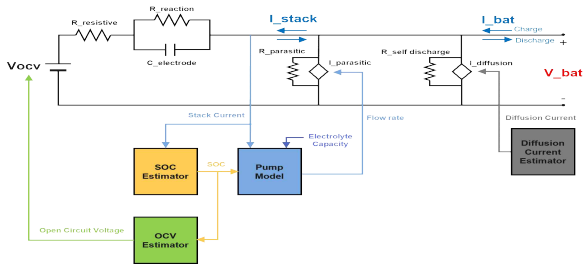 R_reaction
R_resistive
I_stack
I_bat
Charge
Discharge
+
C_electrode
R_parasitic
I_parasitic
R_self discharge
I_diffusion
Vocv
V_bat
-
Stack Current
Flow rate
Diffusion Current
Electrolyte
Capacity
SOC
Estimator
SOC
Pump
Model
Diffusion
Current
Estimator
Open Circuit Voltage
OCV
Estimator